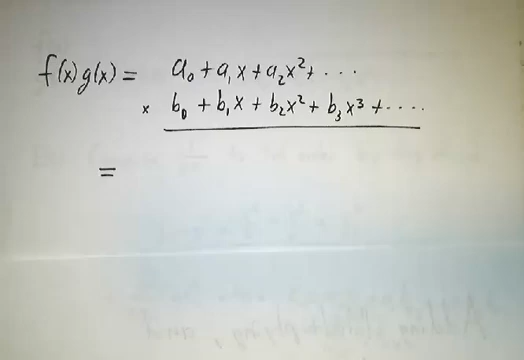 f(x)g(x) = a₀ + a₁x + a₂x² + ...
× b₀ + b₁x + b₂x² + b₃x³ + ....
=